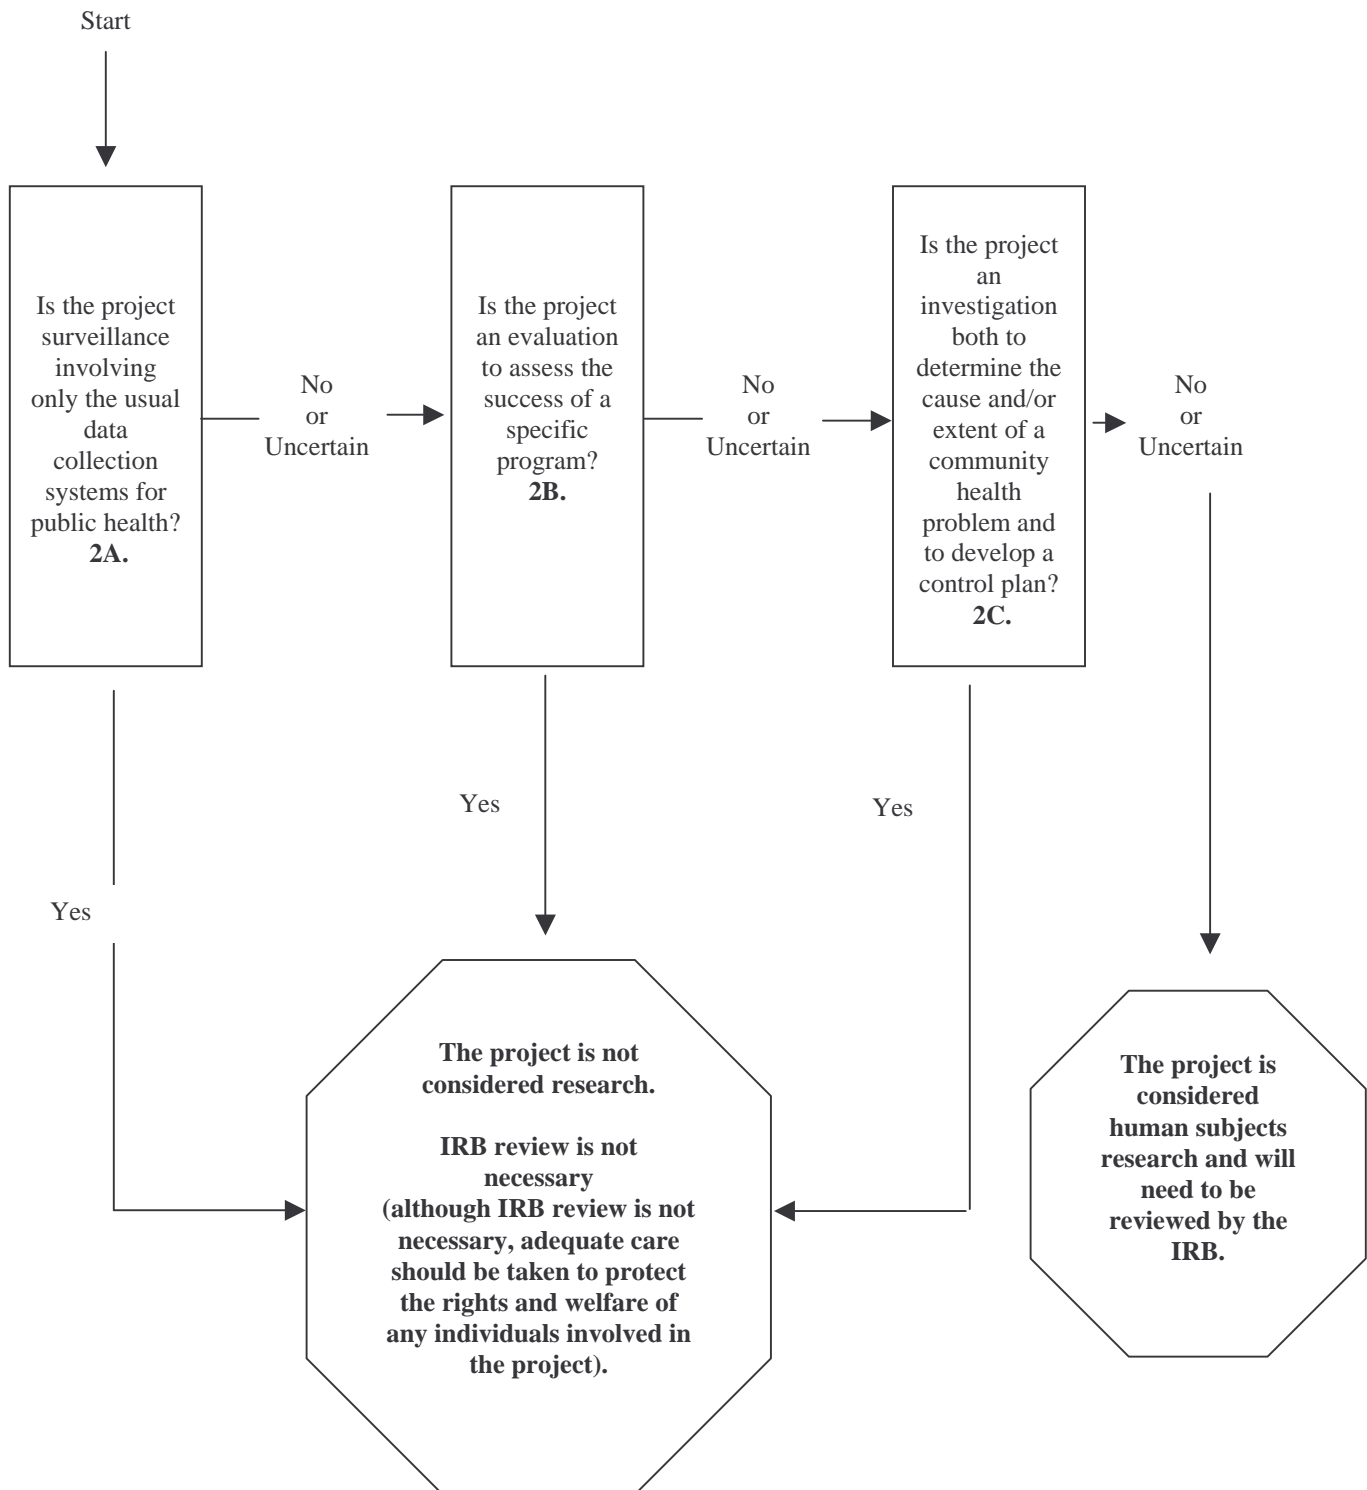 Start
Is the project
surveillance
involving
only the usual
data
collection
systems for
public health?
2A.
No
or
Uncertain
Is the project
an evaluation
to assess the
success of a
specific
program?
2B.
No
or
Uncertain
Is the project
an
investigation
both to
determine the
cause and/or
extent of a
community
health
problem and
to develop a
control plan?
2C.
No
or
Uncertain
Yes
Yes
Yes
The project is not
considered research.
IRB review is not
necessary
(although IRB review is not
necessary, adequate care
should be taken to protect
the rights and welfare of
any individuals involved in
the project).
The project is
considered
human subjects
research and will
need to be
reviewed by the
IRB.